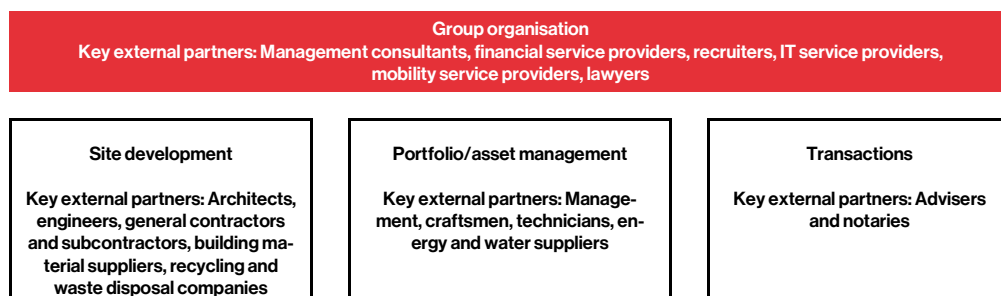 Group organisation
Key external partners: Management consultants, financial service providers, recruiters, IT service providers,
mobility service providers, lawyers
Site development
Key external partners: Architects,
engineers, general contractors
and subcontractors, building ma-
terial suppliers, recycling and
waste disposal companies
Portfolio/asset management
Key external partners: Manage-
ment, craftsmen, technicians, en-
ergy and water suppliers
Transactions
Key external partners: Advisers
and notaries